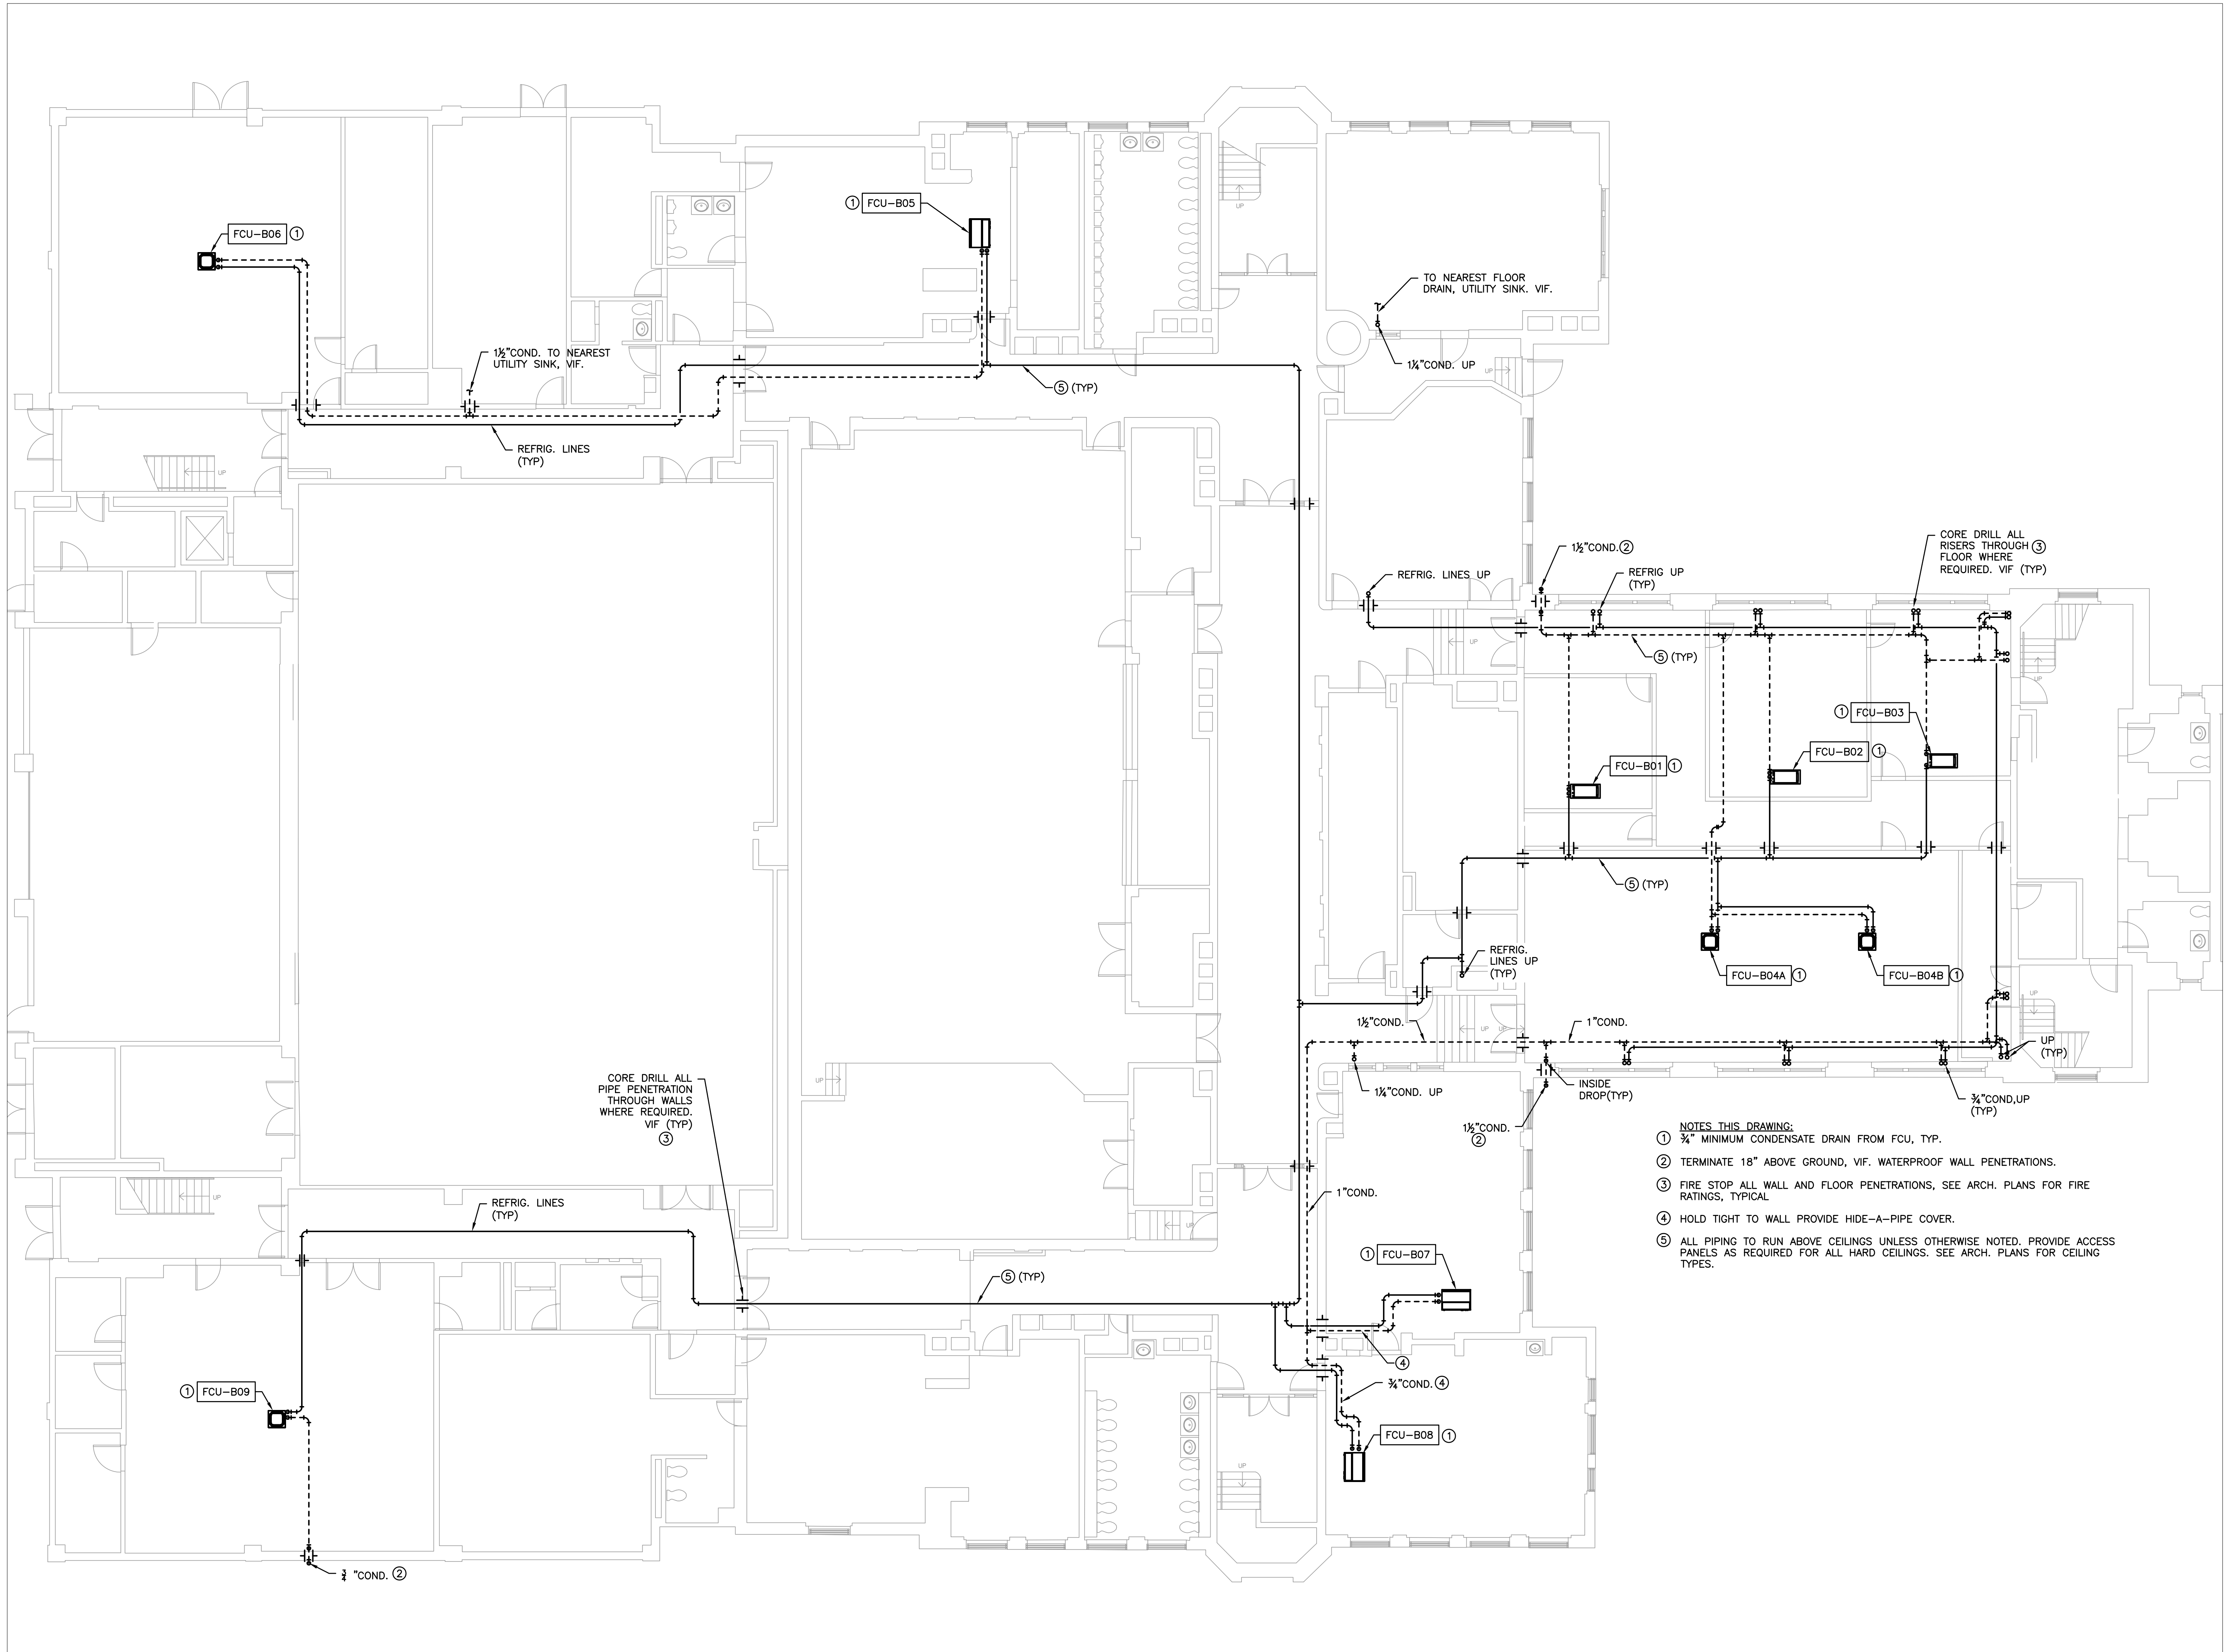 FCU-B06 ①
① FCU-B05
UP
TO NEAREST FLOOR
DRAIN, UTILITY SINK. VIF.
1½"COND. TO NEAREST
UTILITY SINK, VIF.
1¼"COND. UP
UP
⑤ (TYP)
REFRIG. LINES
(TYP)
UP
1½"COND. ②
CORE DRILL ALL
RISERS THROUGH ③
FLOOR WHERE
REQUIRED. VIF (TYP)
REFRIG. LINES UP
REFRIG UP
(TYP)
UP
⑤ (TYP)
UP
① FCU-B03
FCU-B02 ①
FCU-B01 ①
⑤ (TYP)
REFRIG.
LINES UP
(TYP)
FCU-B04A ①
FCU-B04B ①
UP
1½"COND.
1"COND.
UP
UP
UP
(TYP)
UP
CORE DRILL ALL
PIPE PENETRATION
THROUGH WALLS
WHERE REQUIRED.
VIF (TYP)
③
1¼"COND. UP
INSIDE
DROP(TYP)
¾"COND,UP
(TYP)
1½"COND.
②
NOTES THIS DRAWING:
① ¾" MINIMUM CONDENSATE DRAIN FROM FCU, TYP.
② TERMINATE 18" ABOVE GROUND, VIF. WATERPROOF WALL PENETRATIONS.
③ FIRE STOP ALL WALL AND FLOOR PENETRATIONS, SEE ARCH. PLANS FOR FIRE
RATINGS, TYPICAL
④ HOLD TIGHT TO WALL PROVIDE HIDE-A-PIPE COVER.
⑤ ALL PIPING TO RUN ABOVE CEILINGS UNLESS OTHERWISE NOTED. PROVIDE ACCESS
PANELS AS REQUIRED FOR ALL HARD CEILINGS. SEE ARCH. PLANS FOR CEILING
TYPES.
UP
REFRIG. LINES
(TYP)
1"COND.
UP
① FCU-B07
⑤ (TYP)
④
¾"COND. ④
① FCU-B09
FCU-B08 ①
UP
¾ "COND. ②